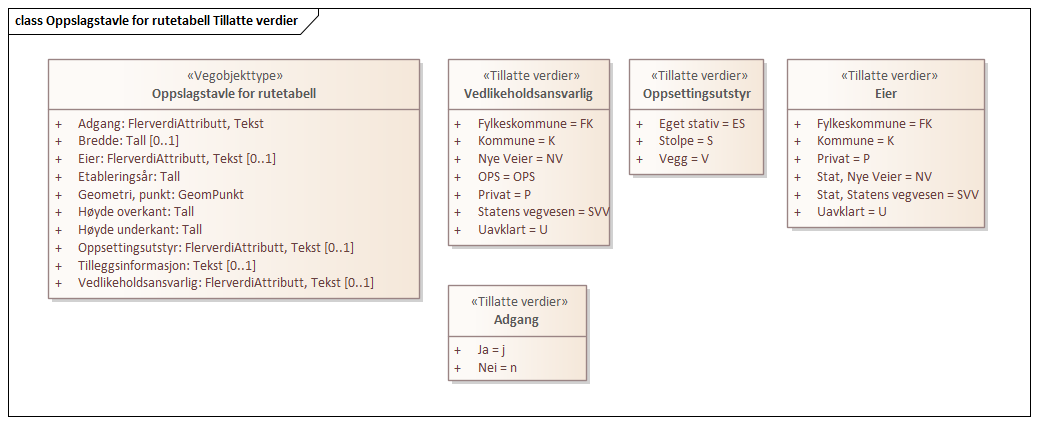 class Oppslagstavle for rutetabell Tillatte verdier
«Vegobjekttype»
Oppslagstavle for rutetabell
+ Adgang: FlerverdiAttributt, Tekst
+ Bredde: Tall [0..1]
+ Eier: FlerverdiAttributt, Tekst [0..1]
+ Etableringsår: Tall
+ Geometri, punkt: GeomPunkt
+ Høyde overkant: Tall
+ Høyde underkant: Tall
+ Oppsettingsutstyr: FlerverdiAttributt, Tekst [0..1]
+ Tilleggsinformasjon: Tekst [0..1]
+ Vedlikeholdsansvarlig: FlerverdiAttributt, Tekst [0..1]
«Tillatte verdier»
Vedlikeholdsansvarlig
+ Fylkeskommune = FK
+ Kommune = K
+ Nye Veier = NV
+ OPS = OPS
+ Privat = P
+ Statens vegvesen = SVV
+ Uavklart = U
«Tillatte verdier»
Oppsettingsutstyr
+ Eget stativ = ES
+ Stolpe = S
+ Vegg = V
«Tillatte verdier»
Eier
+ Fylkeskommune = FK
+ Kommune = K
+ Privat = P
+ Stat, Nye Veier = NV
+ Stat, Statens vegvesen = SVV
+ Uavklart = U
«Tillatte verdier»
Adgang
+ Ja = j
+ Nei = n